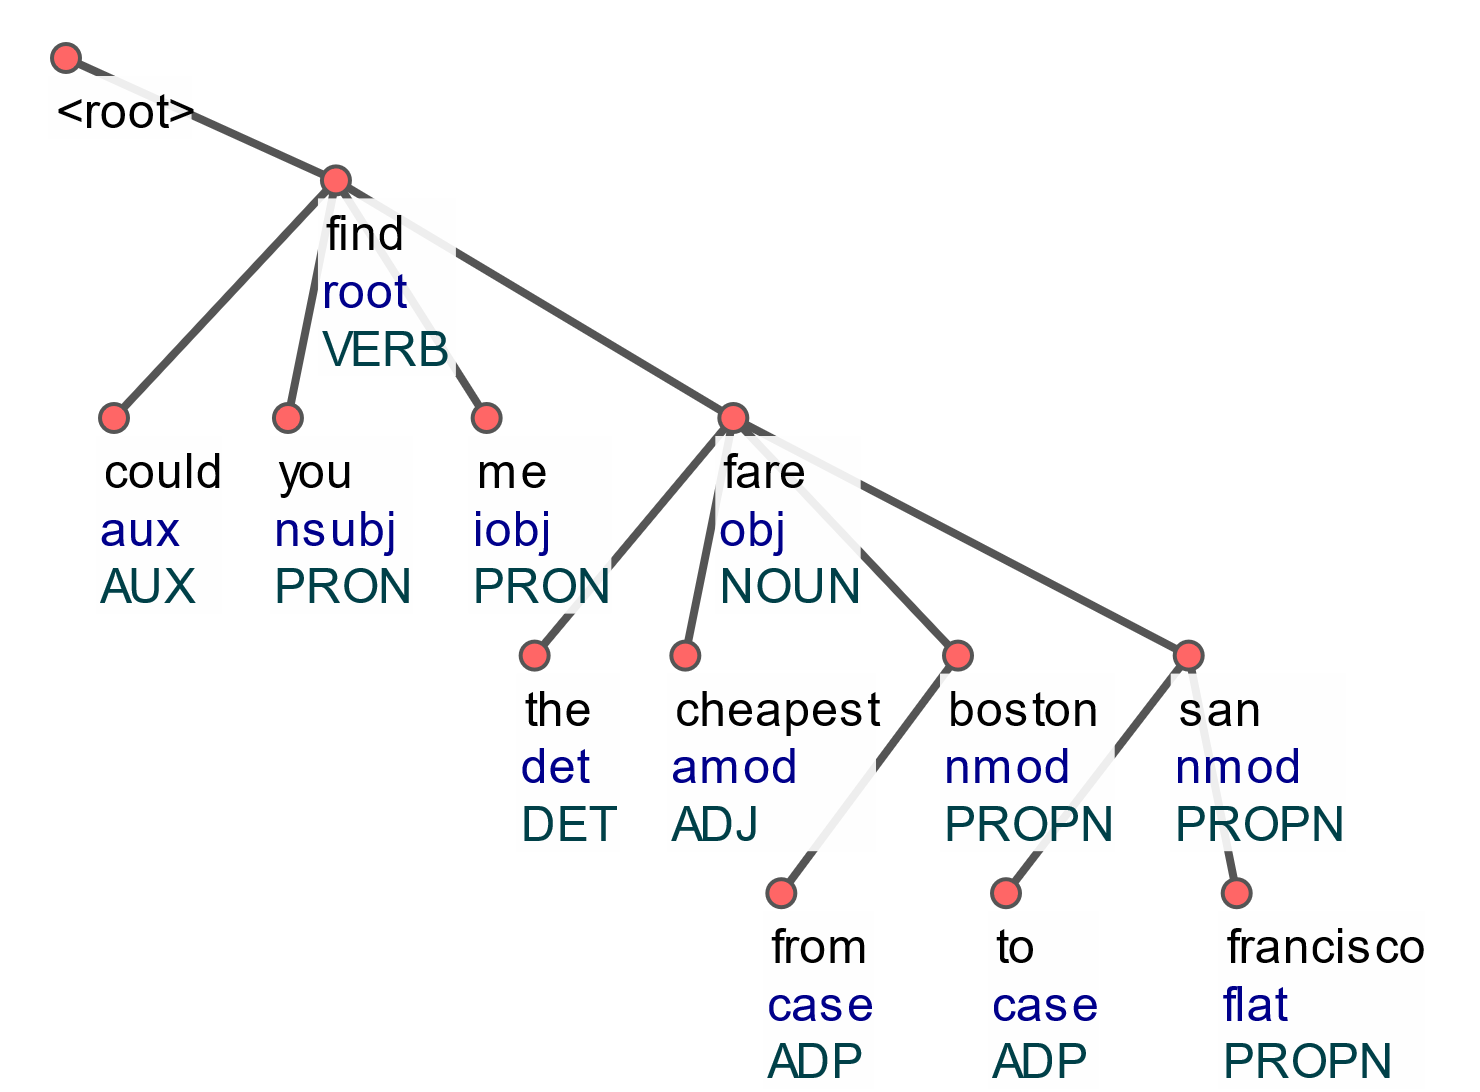 <root>
find
root
VERB
could you me fare
aux nsubj iobj obj
AUX PRON PRON NOUN
the cheapest boston san
det amod nmod nmod
DET ADJ PROPN PROPN
from to francisco
case case flat
ADP ADP PROPN